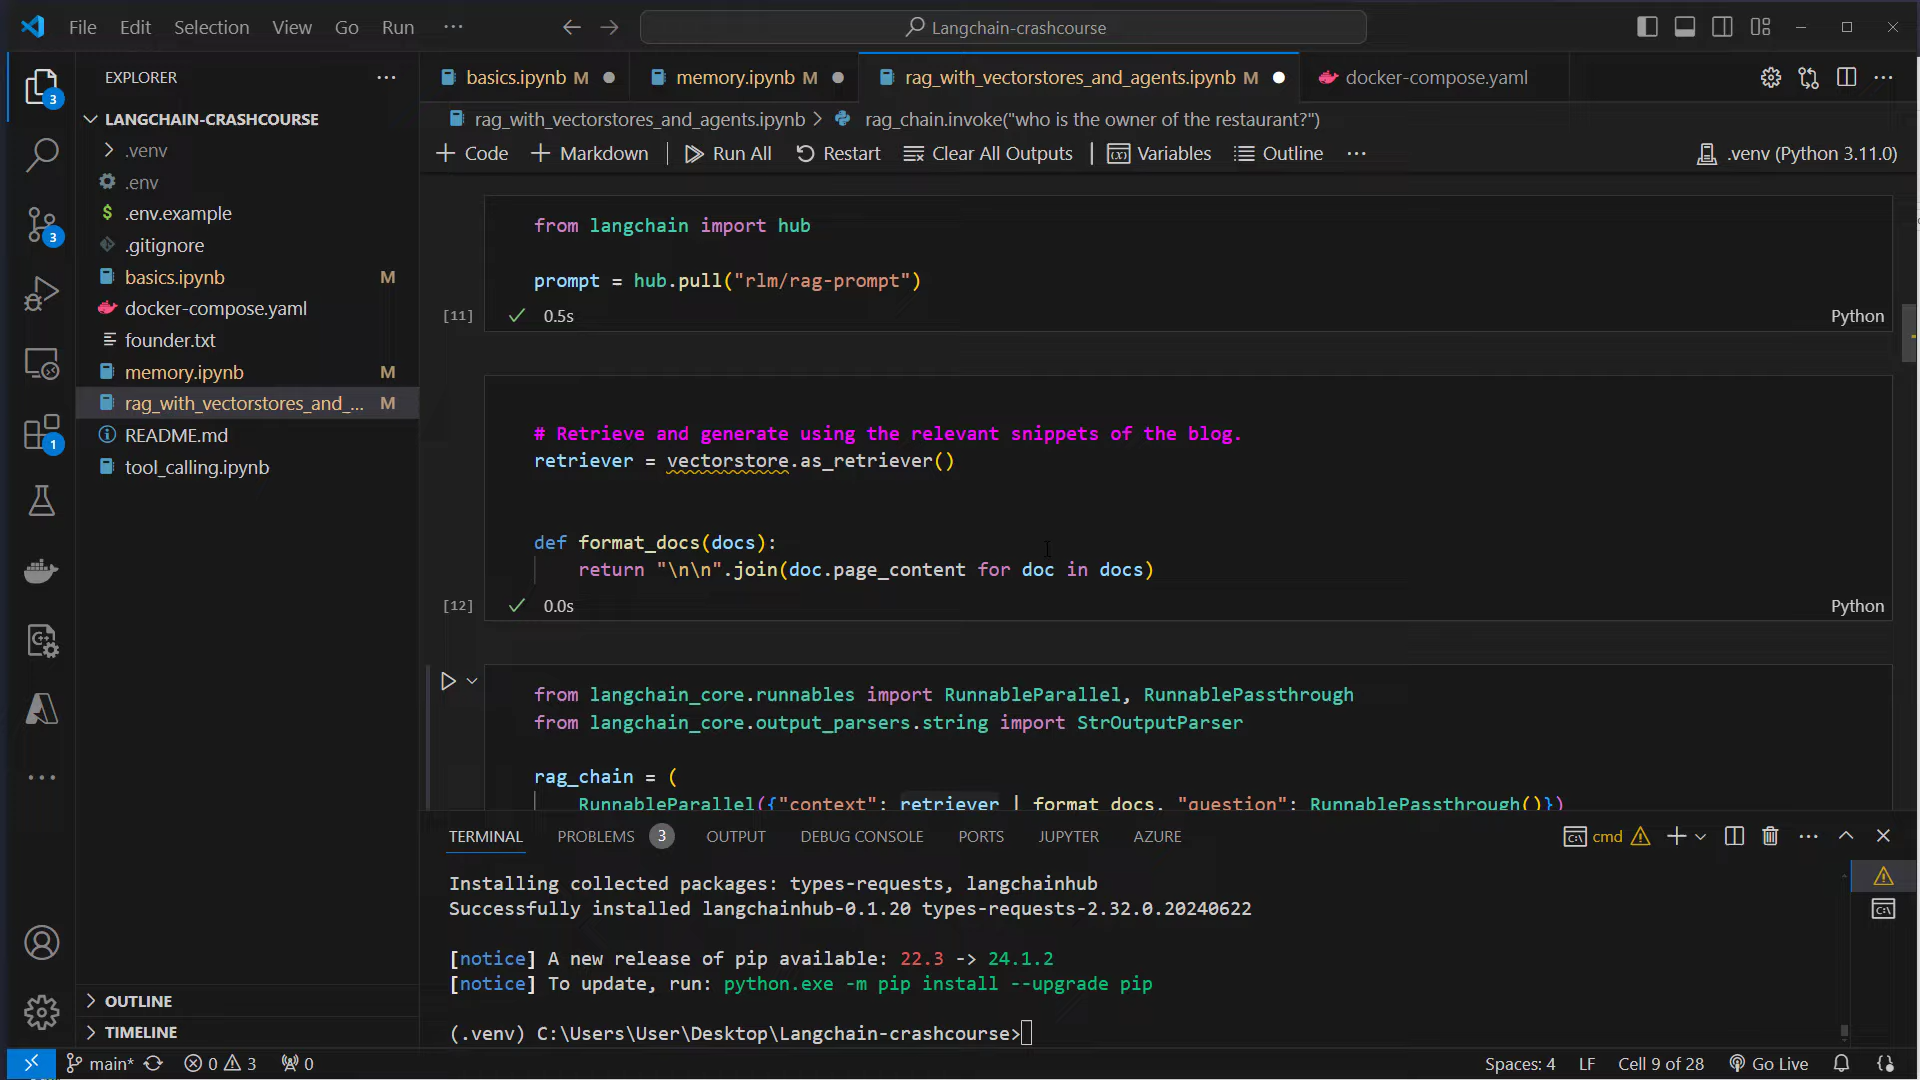 File Edit Selection View Go Run ···
Langchain-crashcourse
EXPLORER ···
basics.ipynb M
memory.ipynb M
rag_with_vectorstores_and_agents.ipynb M
docker-compose.yaml
···
rag_with_vectorstores_and_agents.ipynb > rag_chain.invoke("who is the owner of the restaurant?")
+ Code + Markdown | Run All Restart Clear All Outputs | Variables Outline ···
.venv (Python 3.11.0)
LANGCHAIN-CRASHCOURSE
.venv
.env
.env.example
.gitignore
basics.ipynb M
docker-compose.yaml
founder.txt
memory.ipynb M
rag_with_vectorstores_and_... M
README.md
tool_calling.ipynb
OUTLINE
TIMELINE
3
3
1
from langchain import hub
prompt = hub.pull("rlm/rag-prompt")
[11] 0.5s Python
# Retrieve and generate using the relevant snippets of the blog.
retriever = vectorstore.as_retriever()
def format_docs(docs):
return "\n\n".join(doc.page_content for doc in docs)
[12] 0.0s Python
from langchain_core.runnables import RunnableParallel, RunnablePassthrough
from langchain_core.output_parsers.string import StrOutputParser
rag_chain = (
RunnableParallel({"context": retriever | format_docs, "question": RunnablePassthrough()})
TERMINAL PROBLEMS 3 OUTPUT DEBUG CONSOLE PORTS JUPYTER AZURE
cmd
Installing collected packages: types-requests, langchainhub
Successfully installed langchainhub-0.1.20 types-requests-2.32.0.20240622
[notice] A new release of pip available: 22.3 -> 24.1.2
[notice] To update, run: python.exe -m pip install --upgrade pip
(.venv) C:\Users\User\Desktop\Langchain-crashcourse>
main* 0 3 0
Spaces: 4 LF Cell 9 of 28 Go Live